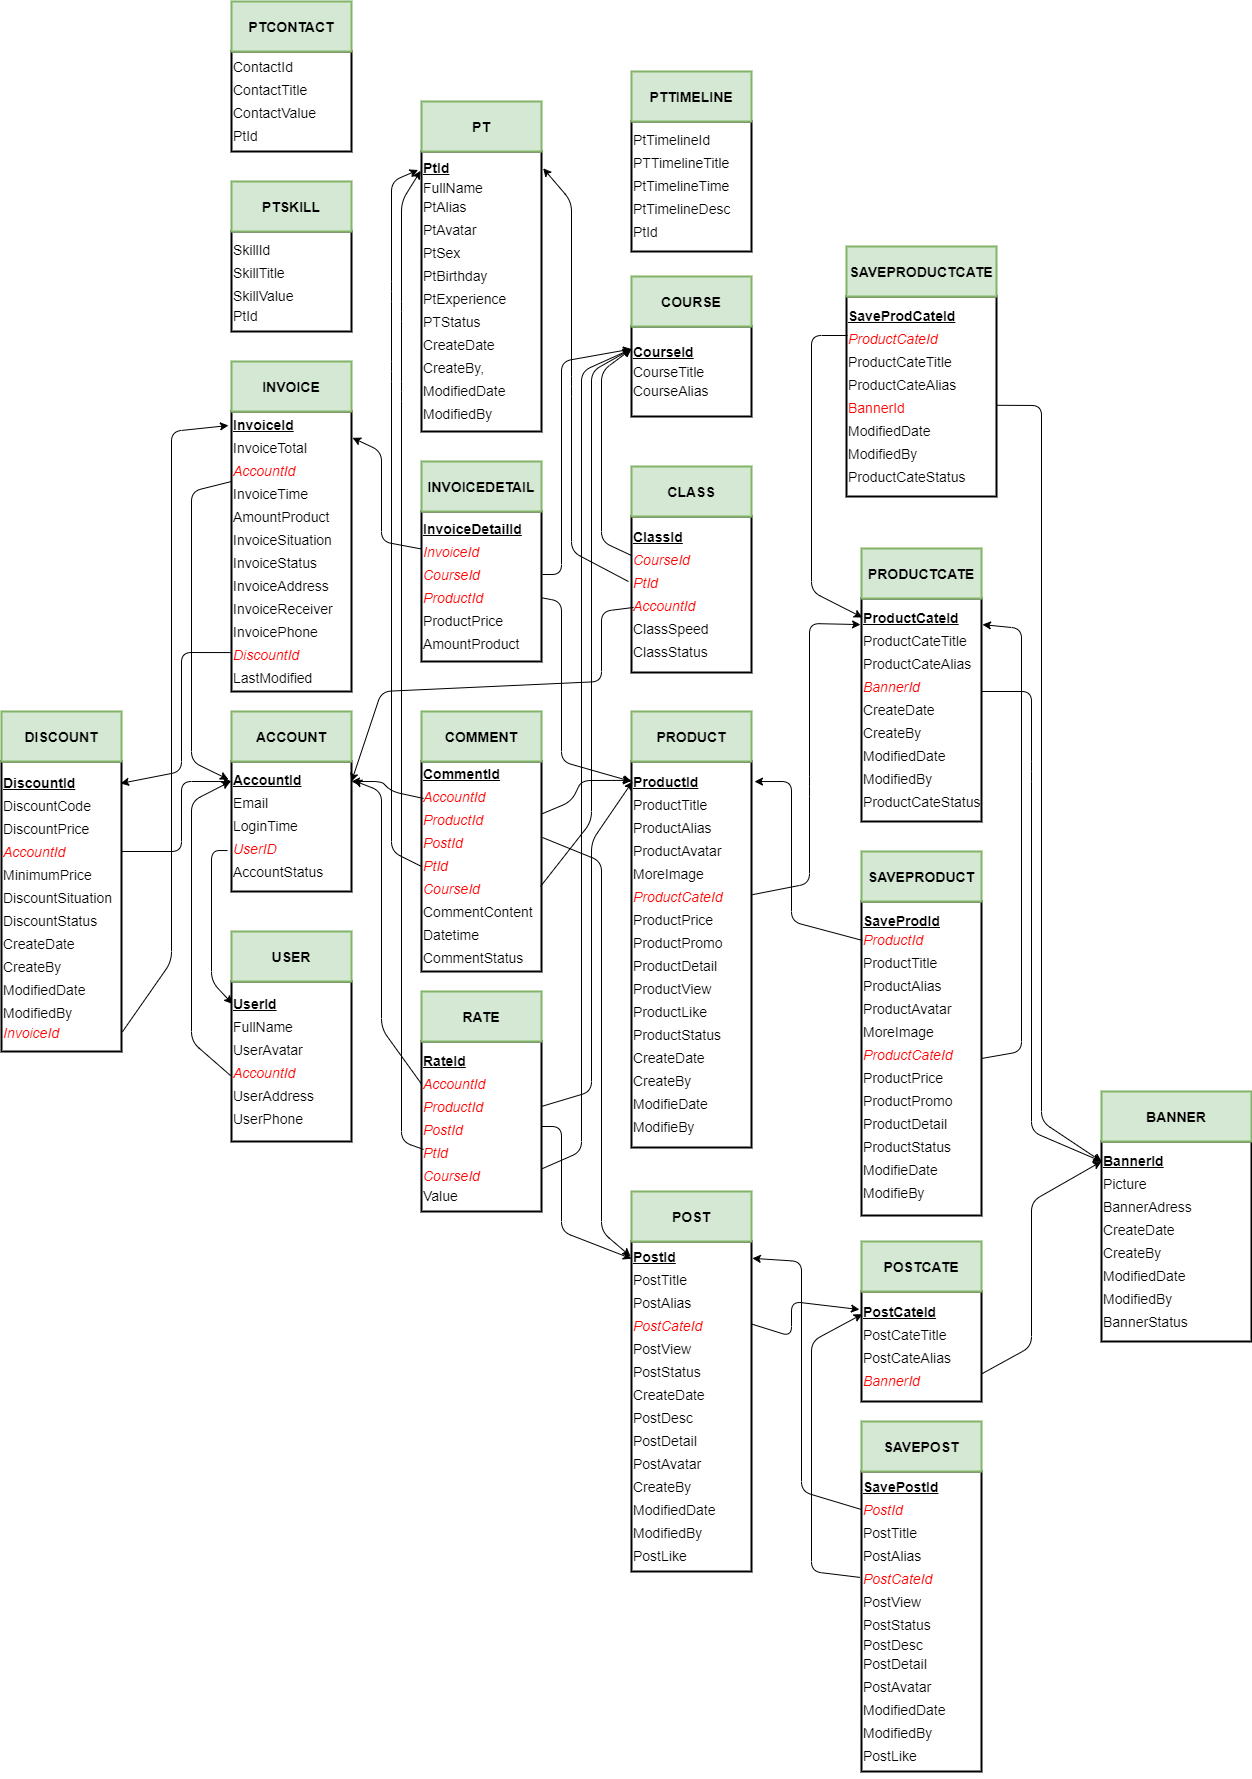 PTCONTACT
ContactId
ContactTitle
ContactValue
PtId
PTSKILL
SkillId
SkillTitle
SkillValue
PtId
INVOICE
InvoiceId
InvoiceTotal
AccountId
InvoiceTime
AmountProduct
InvoiceSituation
InvoiceStatus
InvoiceAddress
InvoiceReceiver
InvoicePhone
DiscountId
LastModified
DISCOUNT
DiscountId
DiscountCode
DiscountPrice
AccountId
MinimumPrice
DiscountSituation
DiscountStatus
CreateDate
CreateBy
ModifiedDate
ModifiedBy
InvoiceId
ACCOUNT
AccountId
Email
LoginTime
UserID
AccountStatus
USER
UserId
FullName
UserAvatar
AccountId
UserAddress
UserPhone
PT
PtId
FullName
PtAlias
PtAvatar
PtSex
PtBirthday
PtExperience
PTStatus
CreateDate
CreateBy,
ModifiedDate
ModifiedBy
INVOICEDETAIL
InvoiceDetailId
InvoiceId
CourseId
ProductId
ProductPrice
AmountProduct
COMMENT
CommentId
AccountId
ProductId
PostId
PtId
CourseId
CommentContent
Datetime
CommentStatus
RATE
RateId
AccountId
ProductId
PostId
PtId
CourseId
Value
PTTIMELINE
PtTimelineId
PTTimelineTitle
PtTimelineTime
PtTimelineDesc
PtId
COURSE
CourseId
CourseTitle
CourseAlias
CLASS
ClassId
CourseId
PtId
AccountId
ClassSpeed
ClassStatus
PRODUCT
ProductId
ProductTitle
ProductAlias
ProductAvatar
MoreImage
ProductCateId
ProductPrice
ProductPromo
ProductDetail
ProductView
ProductLike
ProductStatus
CreateDate
CreateBy
ModifieDate
ModifieBy
POST
PostId
PostTitle
PostAlias
PostCateId
PostView
PostStatus
CreateDate
PostDesc
PostDetail
PostAvatar
CreateBy
ModifiedDate
ModifiedBy
PostLike
SAVEPRODUCTCATE
SaveProdCateId
ProductCateId
ProductCateTitle
ProductCateAlias
BannerId
ModifiedDate
ModifiedBy
ProductCateStatus
PRODUCTCATE
ProductCateId
ProductCateTitle
ProductCateAlias
BannerId
CreateDate
CreateBy
ModifiedDate
ModifiedBy
ProductCateStatus
SAVEPRODUCT
SaveProdId
ProductId
ProductTitle
ProductAlias
ProductAvatar
MoreImage
ProductCateId
ProductPrice
ProductPromo
ProductDetail
ProductStatus
ModifieDate
ModifieBy
POSTCATE
PostCateId
PostCateTitle
PostCateAlias
BannerId
SAVEPOST
SavePostId
PostId
PostTitle
PostAlias
PostCateId
PostView
PostStatus
PostDesc
PostDetail
PostAvatar
ModifiedDate
ModifiedBy
PostLike
BANNER
BannerId
Picture
BannerAdress
CreateDate
CreateBy
ModifiedDate
ModifiedBy
BannerStatus